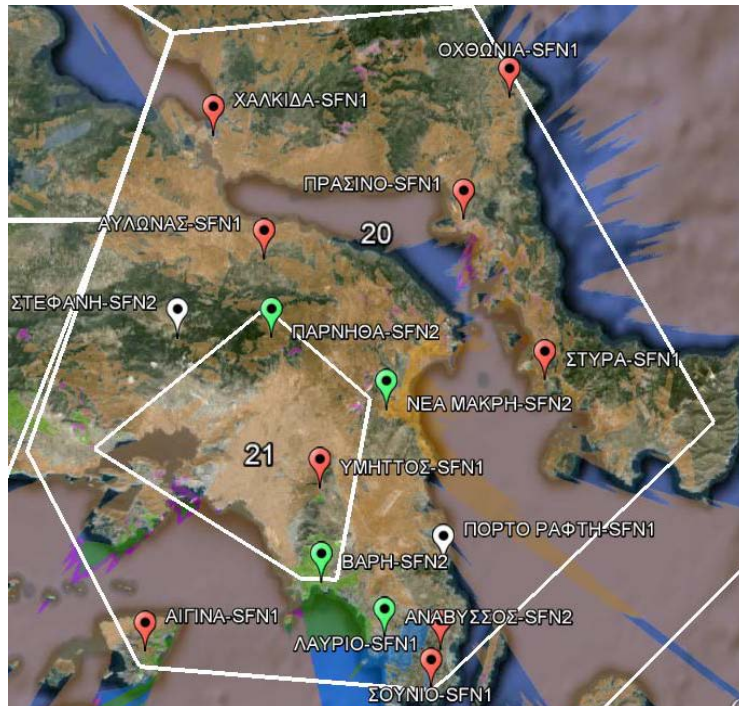 ΟΧΘΩΝΙΑ-SFN1
ΧΑΛΚΙΔΑ-SFN1
ΠΡΑΣΙΝΟ-SFN1
ΑΥΛΩΝΑΣ-SFN1
20
ΣΤΕΦΑΝΗ-SFN2
ΠΑΡΝΗΘΑ-SFN2
ΣΤΥΡΑ-SFN1
ΝΕΑ ΜΑΚΡΗ-SFN2
21
ΥΜΗΤΤΟΣ-SFN1
ΠΟΡΤΟ ΡΑΦΤΗ-SFN1
ΒΑΡΗ-SFN2
ΑΙΓΙΝΑ-SFN1
ΑΝΑΒΥΣΣΟΣ-SFN2
ΛΑΥΡΙΟ-SFN1
ΣΟΥΝΙΟ-SFN1